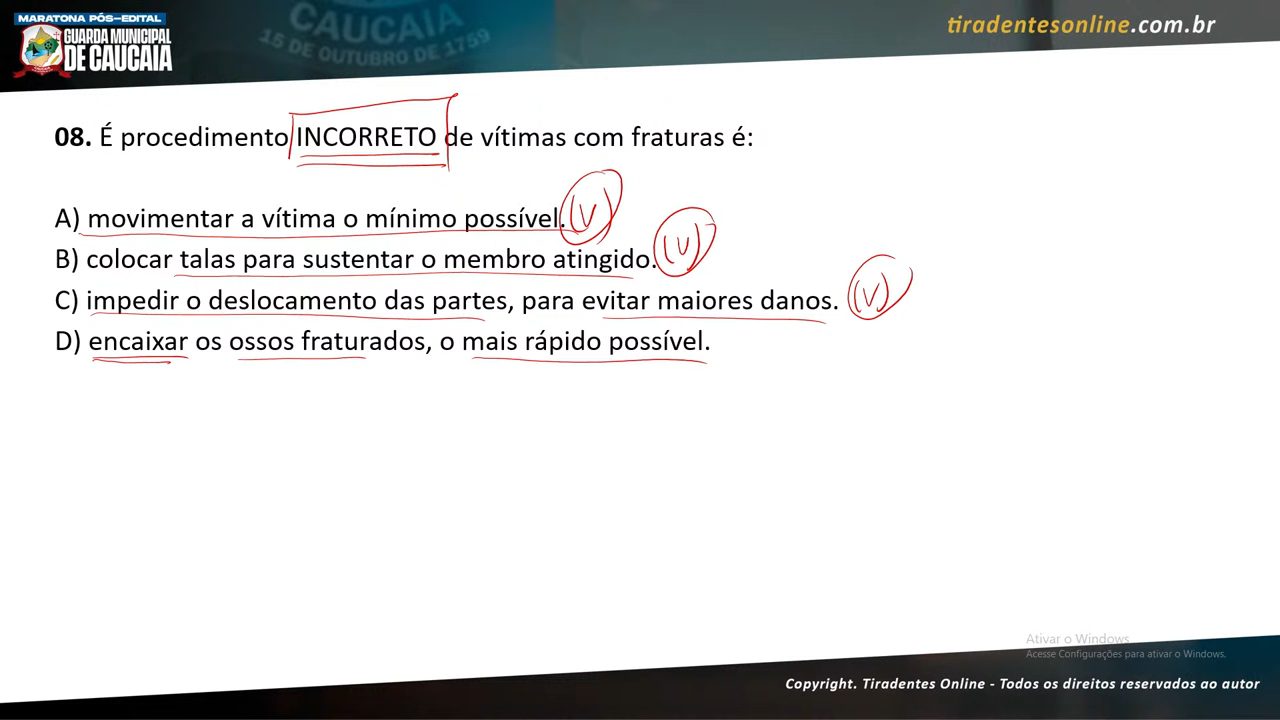 MARATONA PÓS-EDITAL
GUARDA MUNICIPAL
DE CAUCAIA
CAUCAIA
15 DE OUTUBRO DE 1759
tiradentesonline.com.br
08. É procedimento INCORRETO de vítimas com fraturas é:
A) movimentar a vítima o mínimo possível. (V)
B) colocar talas para sustentar o membro atingido. (V)
C) impedir o deslocamento das partes, para evitar maiores danos. (V)
D) encaixar os ossos fraturados, o mais rápido possível.
Ativar o Windows
Acesse Configurações para ativar o Windows.
Copyright. Tiradentes Online - Todos os direitos reservados ao autor